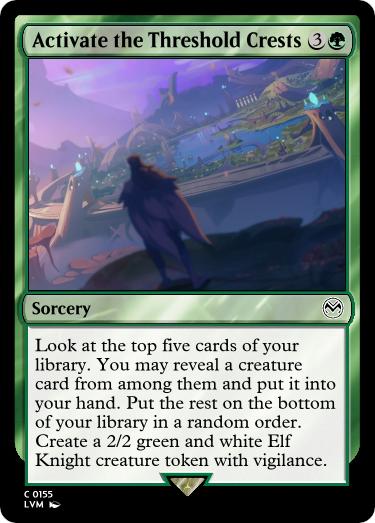 Activate the Threshold Crests 3
Sorcery
Look at the top five cards of your
library. You may reveal a creature
card from among them and put it into
your hand. Put the rest on the bottom
of your library in a random order.
Create a 2/2 green and white Elf
Knight creature token with vigilance.
C 0155
LVM